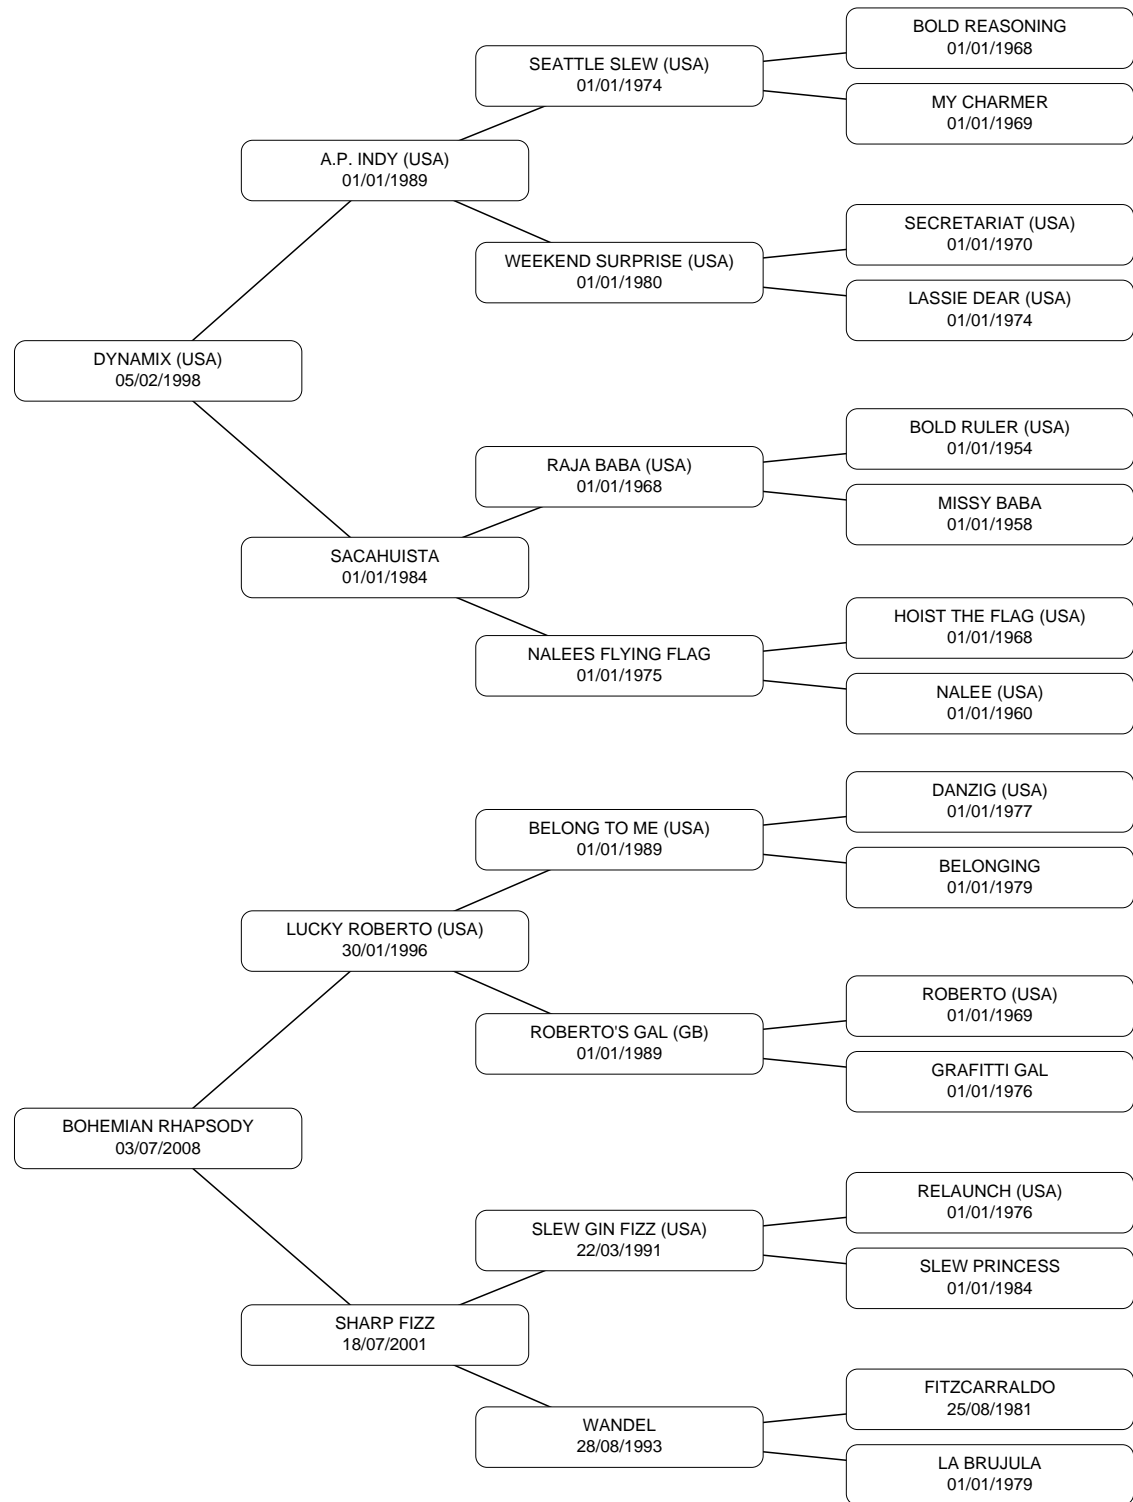 BOLD REASONING
01/01/1968
SEATTLE SLEW (USA)
01/01/1974
MY CHARMER
01/01/1969
A.P. INDY (USA)
01/01/1989
SECRETARIAT (USA)
01/01/1970
WEEKEND SURPRISE (USA)
01/01/1980
LASSIE DEAR (USA)
01/01/1974
DYNAMIX (USA)
05/02/1998
BOLD RULER (USA)
01/01/1954
RAJA BABA (USA)
01/01/1968
MISSY BABA
01/01/1958
SACAHUISTA
01/01/1984
HOIST THE FLAG (USA)
01/01/1968
NALEES FLYING FLAG
01/01/1975
NALEE (USA)
01/01/1960
DANZIG (USA)
01/01/1977
BELONG TO ME (USA)
01/01/1989
BELONGING
01/01/1979
LUCKY ROBERTO (USA)
30/01/1996
ROBERTO (USA)
01/01/1969
ROBERTO'S GAL (GB)
01/01/1989
GRAFITTI GAL
01/01/1976
BOHEMIAN RHAPSODY
03/07/2008
RELAUNCH (USA)
01/01/1976
SLEW GIN FIZZ (USA)
22/03/1991
SLEW PRINCESS
01/01/1984
SHARP FIZZ
18/07/2001
FITZCARRALDO
25/08/1981
WANDEL
28/08/1993
LA BRUJULA
01/01/1979